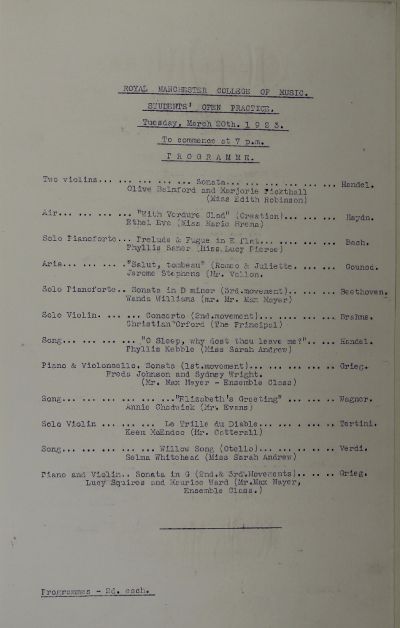 ROYAL MANCHESTER COLLEGE OF MUSIC.
STUDENTS' OPEN PRACTICE.
Tuesday, March 20th. 1 9 2 3.
To commence at 7 p.m.
P R O G R A M M E.
Two violins... ... ... ... ... Sonata... ... ... ... ... ... Handel.
Olive Bamford and Marjorie Pickthall
(Miss Edith Robinson)
Air... ... ... ... "With Verdure Clad" (Creation)... ... ... ... Haydn.
Ethel Eve (Miss Marie Brema)
Solo Pianoforte... Prelude & Fugue in E flat... ... ... ... ... Bach.
Phyllis (Miss. Lucy Pierce)
Aria... ... ... ."Salut, tombeau" (Romeo & Juliette. ... ... Gounod.
Jerome Stephens (Mr. Vallon.
Solo Pianoforte.. Sonata in D minor (3rd.movement).. ... ... Beethoven.
Wanda Williams (mr. Mr. Max Mayer)
Solo Violin. ... ... Concerto (2nd.movement)... ... ... ... Brahms.
Christian Orford (The Principal)
Song... ... ... ... "O Sleep, why dost thou leave me?".. ... Handel.
Phyllis Kebble (Miss Sarah Andrew)
Piano & Violoncello. Sonata (1st.movement)... ... ... ... ... Grieg.
Freda Johnson and Sydney Wright.
(Mr. Max Mayer - Ensemble Class)
Song... ... ... ... ..."Elizabeth's Greeting" ... ... ... ... Wagner.
Annie Chadwick (Mr. Evans)
Solo Violin ... ... ... Le Trille Du Diable... ... . ... ... Tartini.
(Mr. Catterall)
Song... ... ... ... ... Willow Song (Otello)... ... ... ... ... Verdi.
Selma Whitehead (Miss Sarah Andrew)
Piano and Violin.. Sonata in G (2nd.& 3rd.Movements).. ... .. Grieg.
Lucy Squires and Maurice Ward (Mr.Max Mayer,
Ensemble Class.)
Programmes - 2d. each.